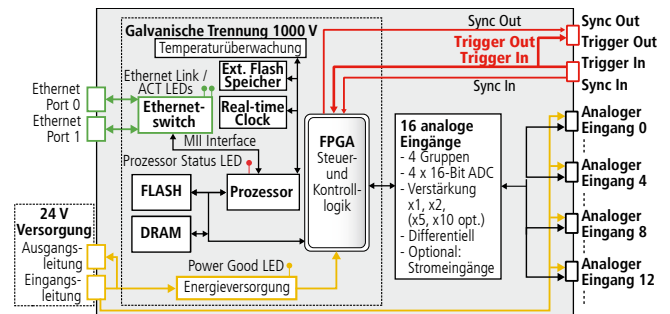 Galvanische Trennung 1000 V
Temperaturüberwachung
Ext. Flash
Speicher
Real-time
Clock
Ethernet Link /
ACT LEDs
Ethernet
Port 0
Ethernet
Port 1
Ethernet-
switch
MII Interface
Prozessor Status LED
FLASH
DRAM
Prozessor
FPGA
Steuer-
und
Kontroll-
logik
24 V
Versorgung
Ausgangs-
leitung
Eingangs-
leitung
Power Good LED
Energieversorgung
Sync Out
Trigger Out
Trigger In
Sync In
16 analoge
Eingänge
- 4 Gruppen
- 4 x 16-Bit ADC
- Verstärkung
x1, x2,
(x5, x10 opt.)
- Differentiell
- Optional:
Stromeingänge
Sync Out
Trigger Out
Trigger In
Sync In
Analoger
Eingang 0
Analoger
Eingang 4
Analoger
Eingang 8
Analoger
Eingang 12